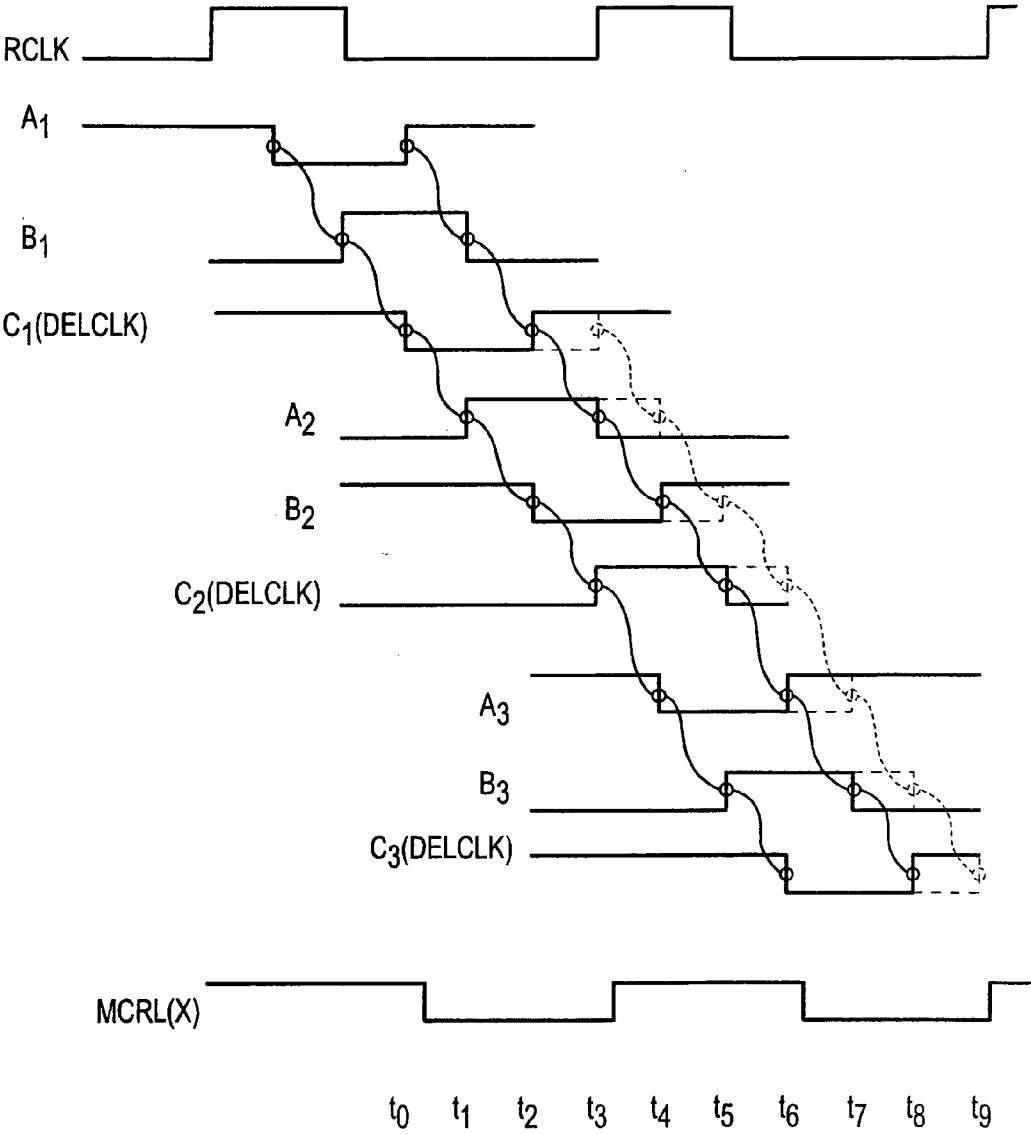 RCLK
A1
B1
C1(DELCLK)
A2
B2
C2(DELCLK)
A3
B3
C3(DELCLK)
MCRL(X)
t0 t1 t2 t3 t4 t5 t6 t7 t8 t9